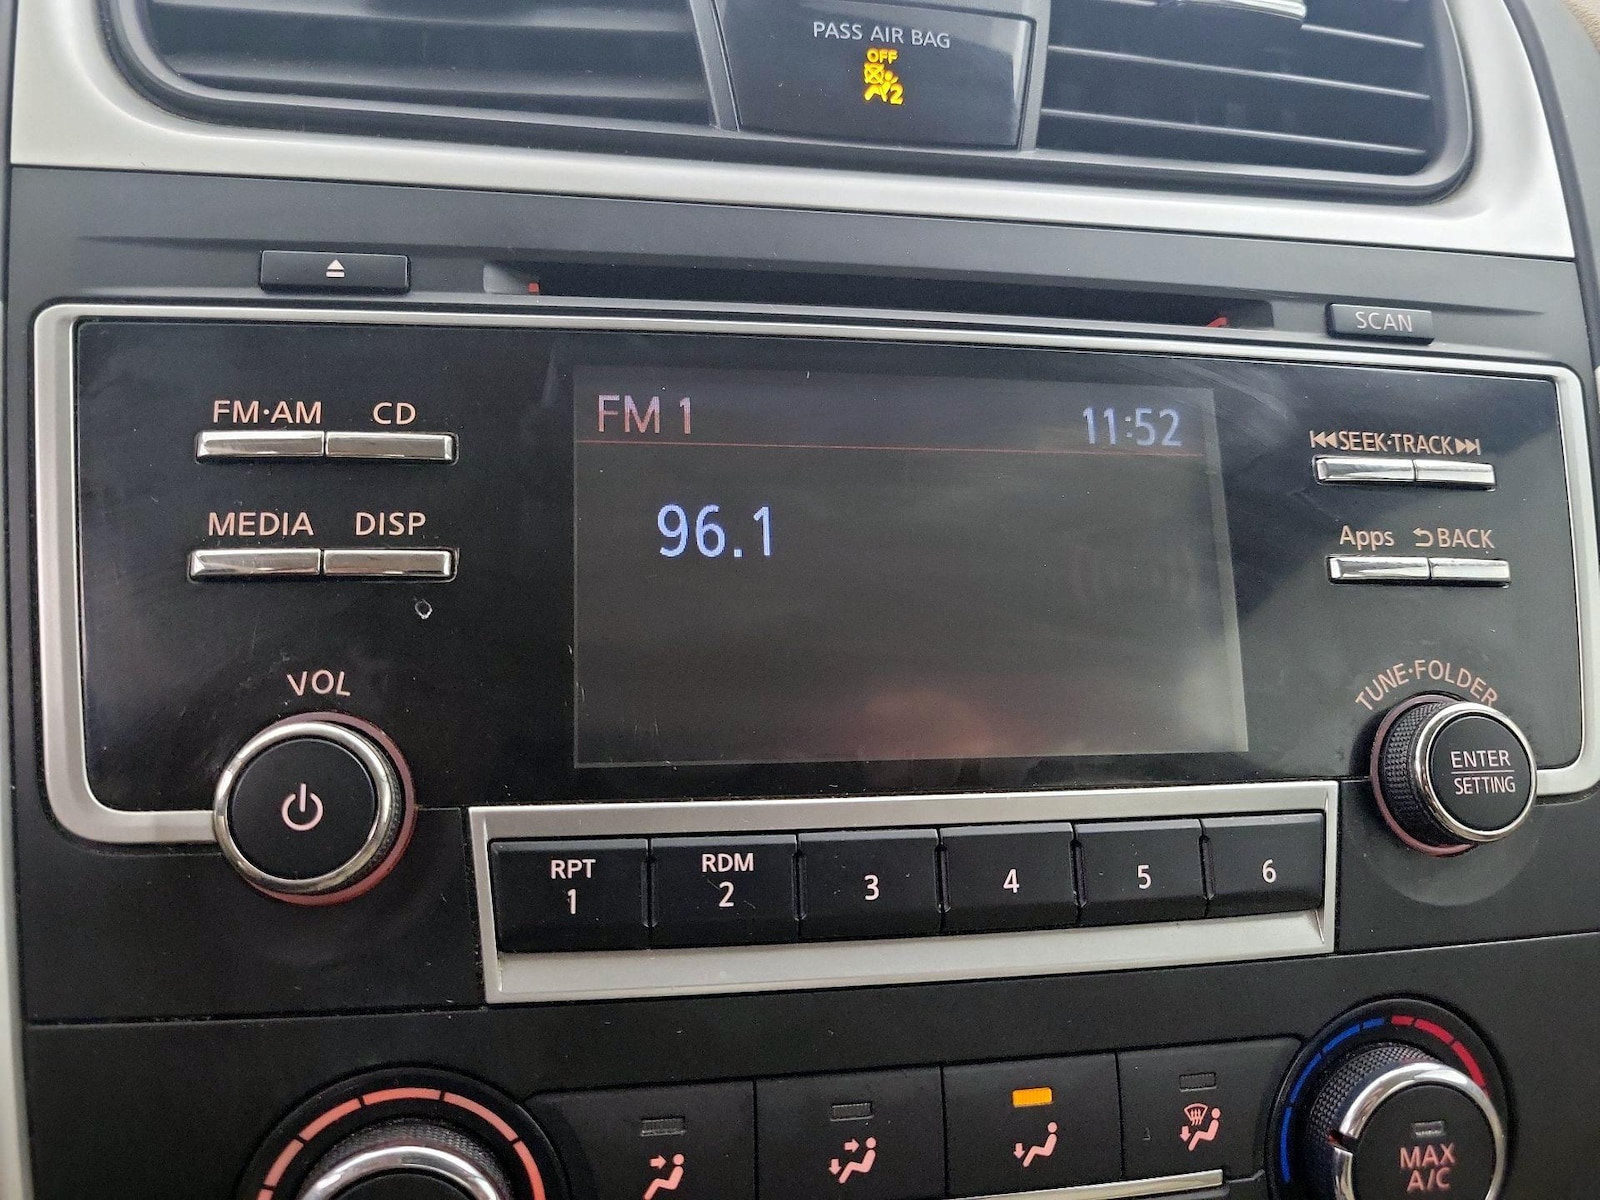 PASS AIR BAG
OFF
2
SCAN
FM·AM CD
FM 1 11:52
SEEK·TRACK
MEDIA DISP
96.1
Apps BACK
VOL
TUNE·FOLDER
ENTER
SETTING
RPT
1
RDM
2
3
4
5
6
MAX
A/C